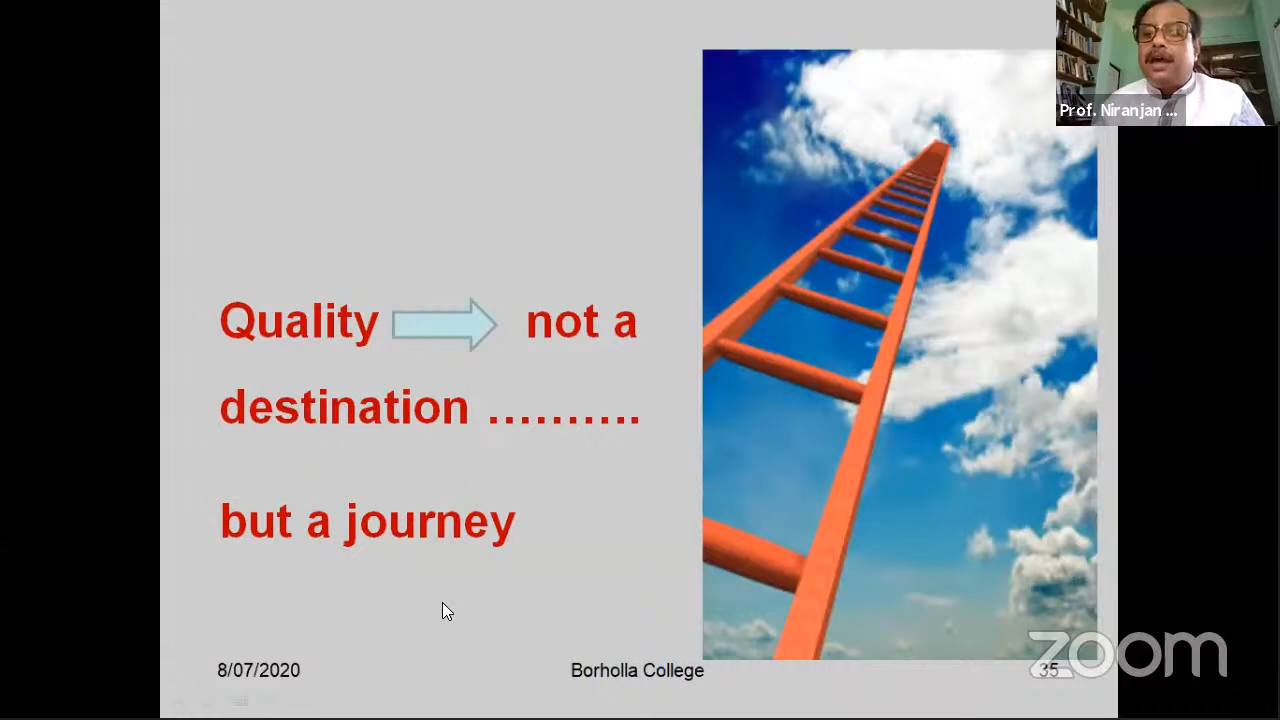 Prof. Niranjan ...
Quality not a
destination ……….
but a journey
8/07/2020
Borholla College
35
zoom